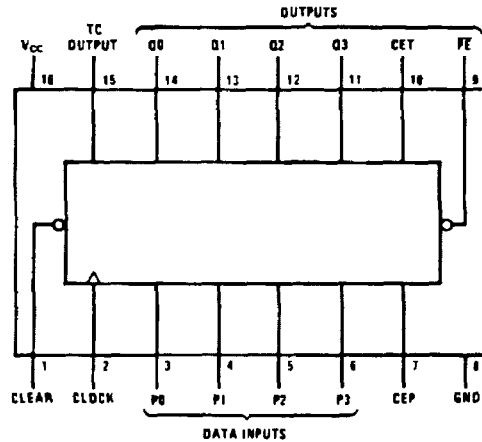 OUTPUTS
TC
VCC OUTPUT Q0 Q1 Q2 Q3 CET PE
16 15 14 13 12 11 10 9
1 2 3 4 5 6 7 8
CLEAR CLOCK P0 P1 P2 P3 CEP GND
DATA INPUTS